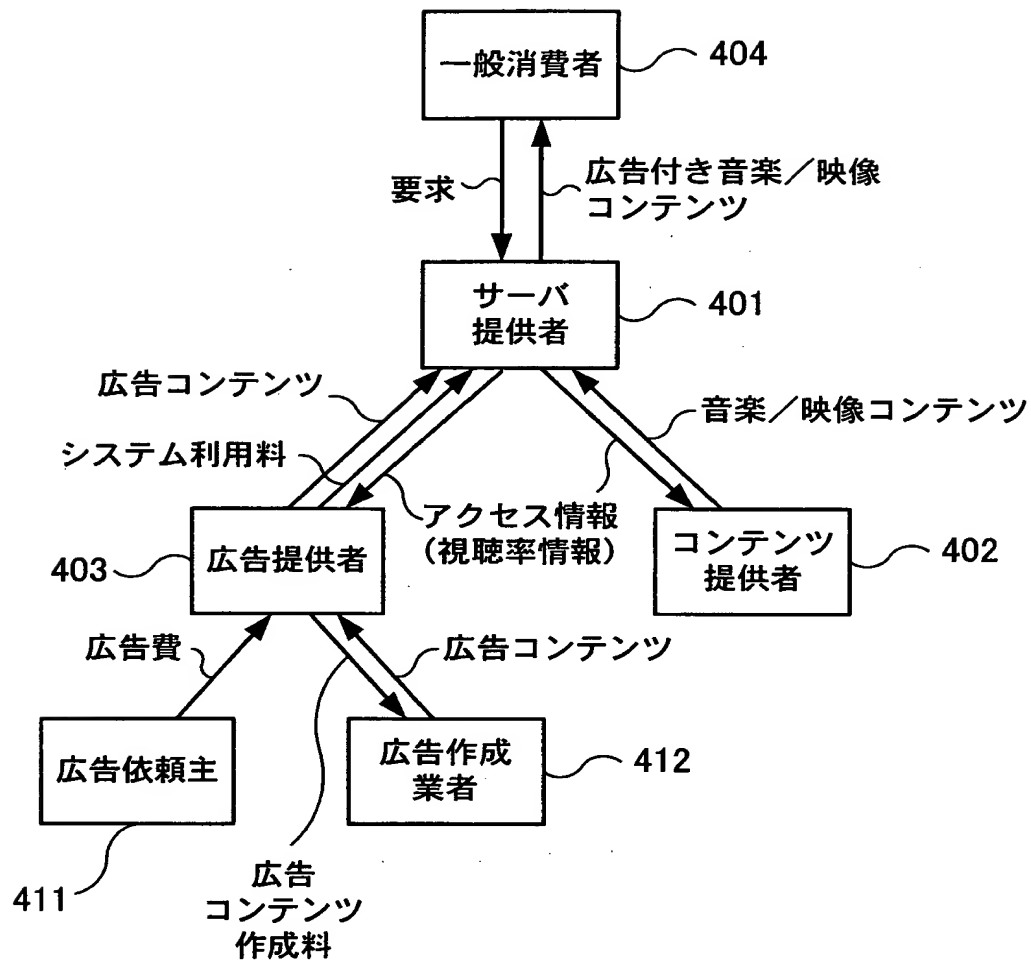 一般消費者
404
要求
広告付き音楽／映像
コンテンツ
サーバ
提供者
401
広告コンテンツ
システム利用料
音楽／映像コンテンツ
アクセス情報
（視聴率情報）
403
広告提供者
コンテンツ
提供者
402
広告費
広告コンテンツ
広告依頼主
広告作成
業者
412
411
広告
コンテンツ
作成料